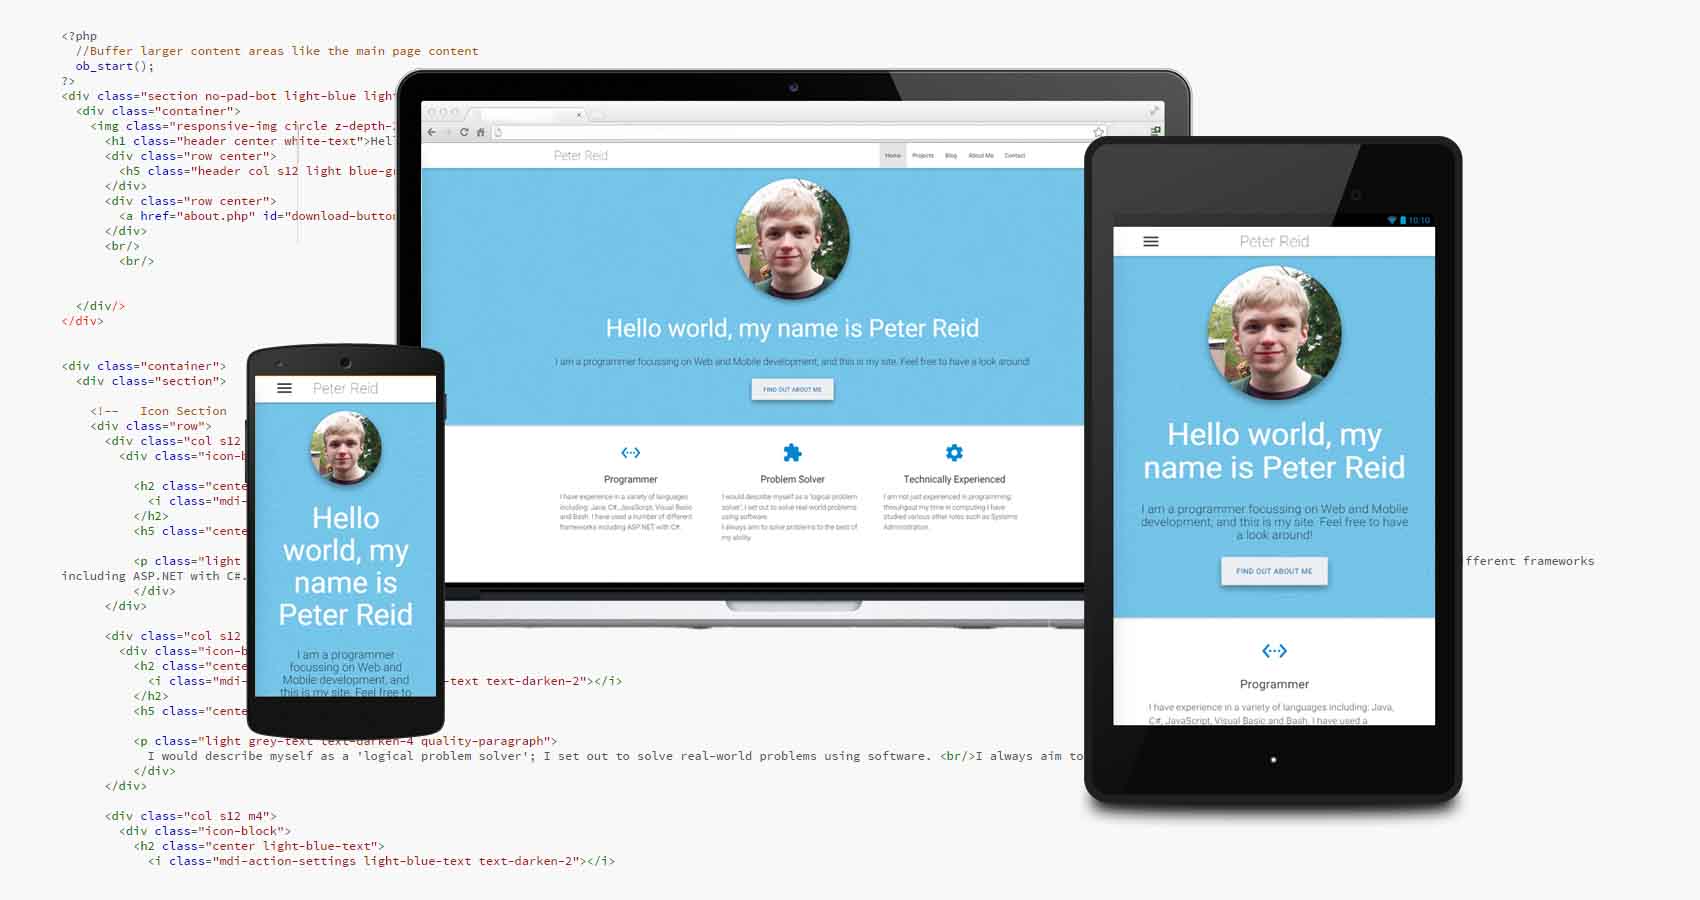 <?php
//Buffer larger content areas like the main page content
ob_start();
?>
<div class="section no-pad-bot light-blue light
<div class="container">
<img class="responsive-img circle z-depth-
<h1 class="header center white-text">Hel
<div class="row center">
<h5 class="header col s12 light blue-g
</div>
<div class="row center">
<a href="about.php" id="download-butto
</div>
<br/>
<br/>
</div/>
</div>
<div class="container">
<div class="section">
<!-- Icon Section
<div class="row">
<div class="col s12
<div class="icon-b
<h2 class="cente
<i class="mdi-
</h2>
<h5 class="cente
<p class="light
fferent frameworks
including ASP.NET with C#.
</div>
</div>
<div class="col s12
<div class="icon-b
<h2 class="cente
<i class="mdi-
-text text-darken-2"></i>
</h2>
<h5 class="cente
<p class="light grey-text text-darken-4 quality-paragraph">
I would describe myself as a 'logical problem solver'; I set out to solve real-world problems using software. <br/>I always aim to
</div>
</div>
<div class="col s12 m4">
<div class="icon-block">
<h2 class="center light-blue-text">
<i class="mdi-action-settings light-blue-text text-darken-2"></i>
Peter Reid
Home Projects Blog About Me Contact
Hello world, my name is Peter Reid
I am a programmer focussing on Web and Mobile development, and this is my site. Feel free to have a look around!
FIND OUT ABOUT ME
Programmer
I have experience in a variety of languages
including: Java, C#, JavaScript, Visual Basic
and Bash. I have used a number of different
frameworks including ASP.NET with C#.
Problem Solver
I would describe myself as a 'logical problem
solver'; I set out to solve real-world problems
using software.
I always aim to solve problems to the best of
my ability.
Technically Experienced
I am not just experienced in programming;
throughout my time in computing I have
studied various other roles such as Systems
Administration.
Peter Reid
Hello
world, my
name is
Peter Reid
I am a programmer
focussing on Web and
Mobile development, and
this is my site. Feel free to
10:10
Peter Reid
Hello world, my
name is Peter Reid
I am a programmer focussing on Web and Mobile
development, and this is my site. Feel free to have
a look around!
FIND OUT ABOUT ME
Programmer
I have experience in a variety of languages including: Java,
C#, JavaScript, Visual Basic and Bash. I have used a